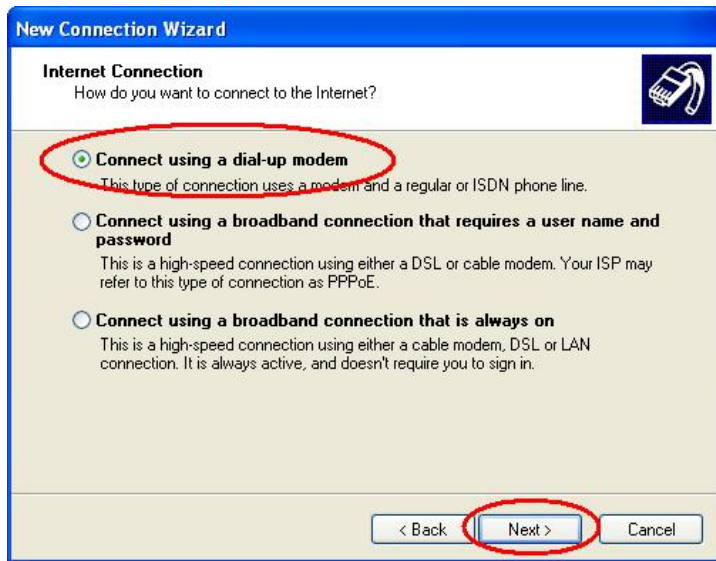 New Connection Wizard
Internet Connection
How do you want to connect to the Internet?
Connect using a dial-up modem
This type of connection uses a modem and a regular or ISDN phone line.
Connect using a broadband connection that requires a user name and
password
This is a high-speed connection using either a DSL or cable modem. Your ISP may
refer to this type of connection as PPPoE.
Connect using a broadband connection that is always on
This is a high-speed connection using either a cable modem, DSL or LAN
connection. It is always active, and doesn't require you to sign in.
< Back Next > Cancel